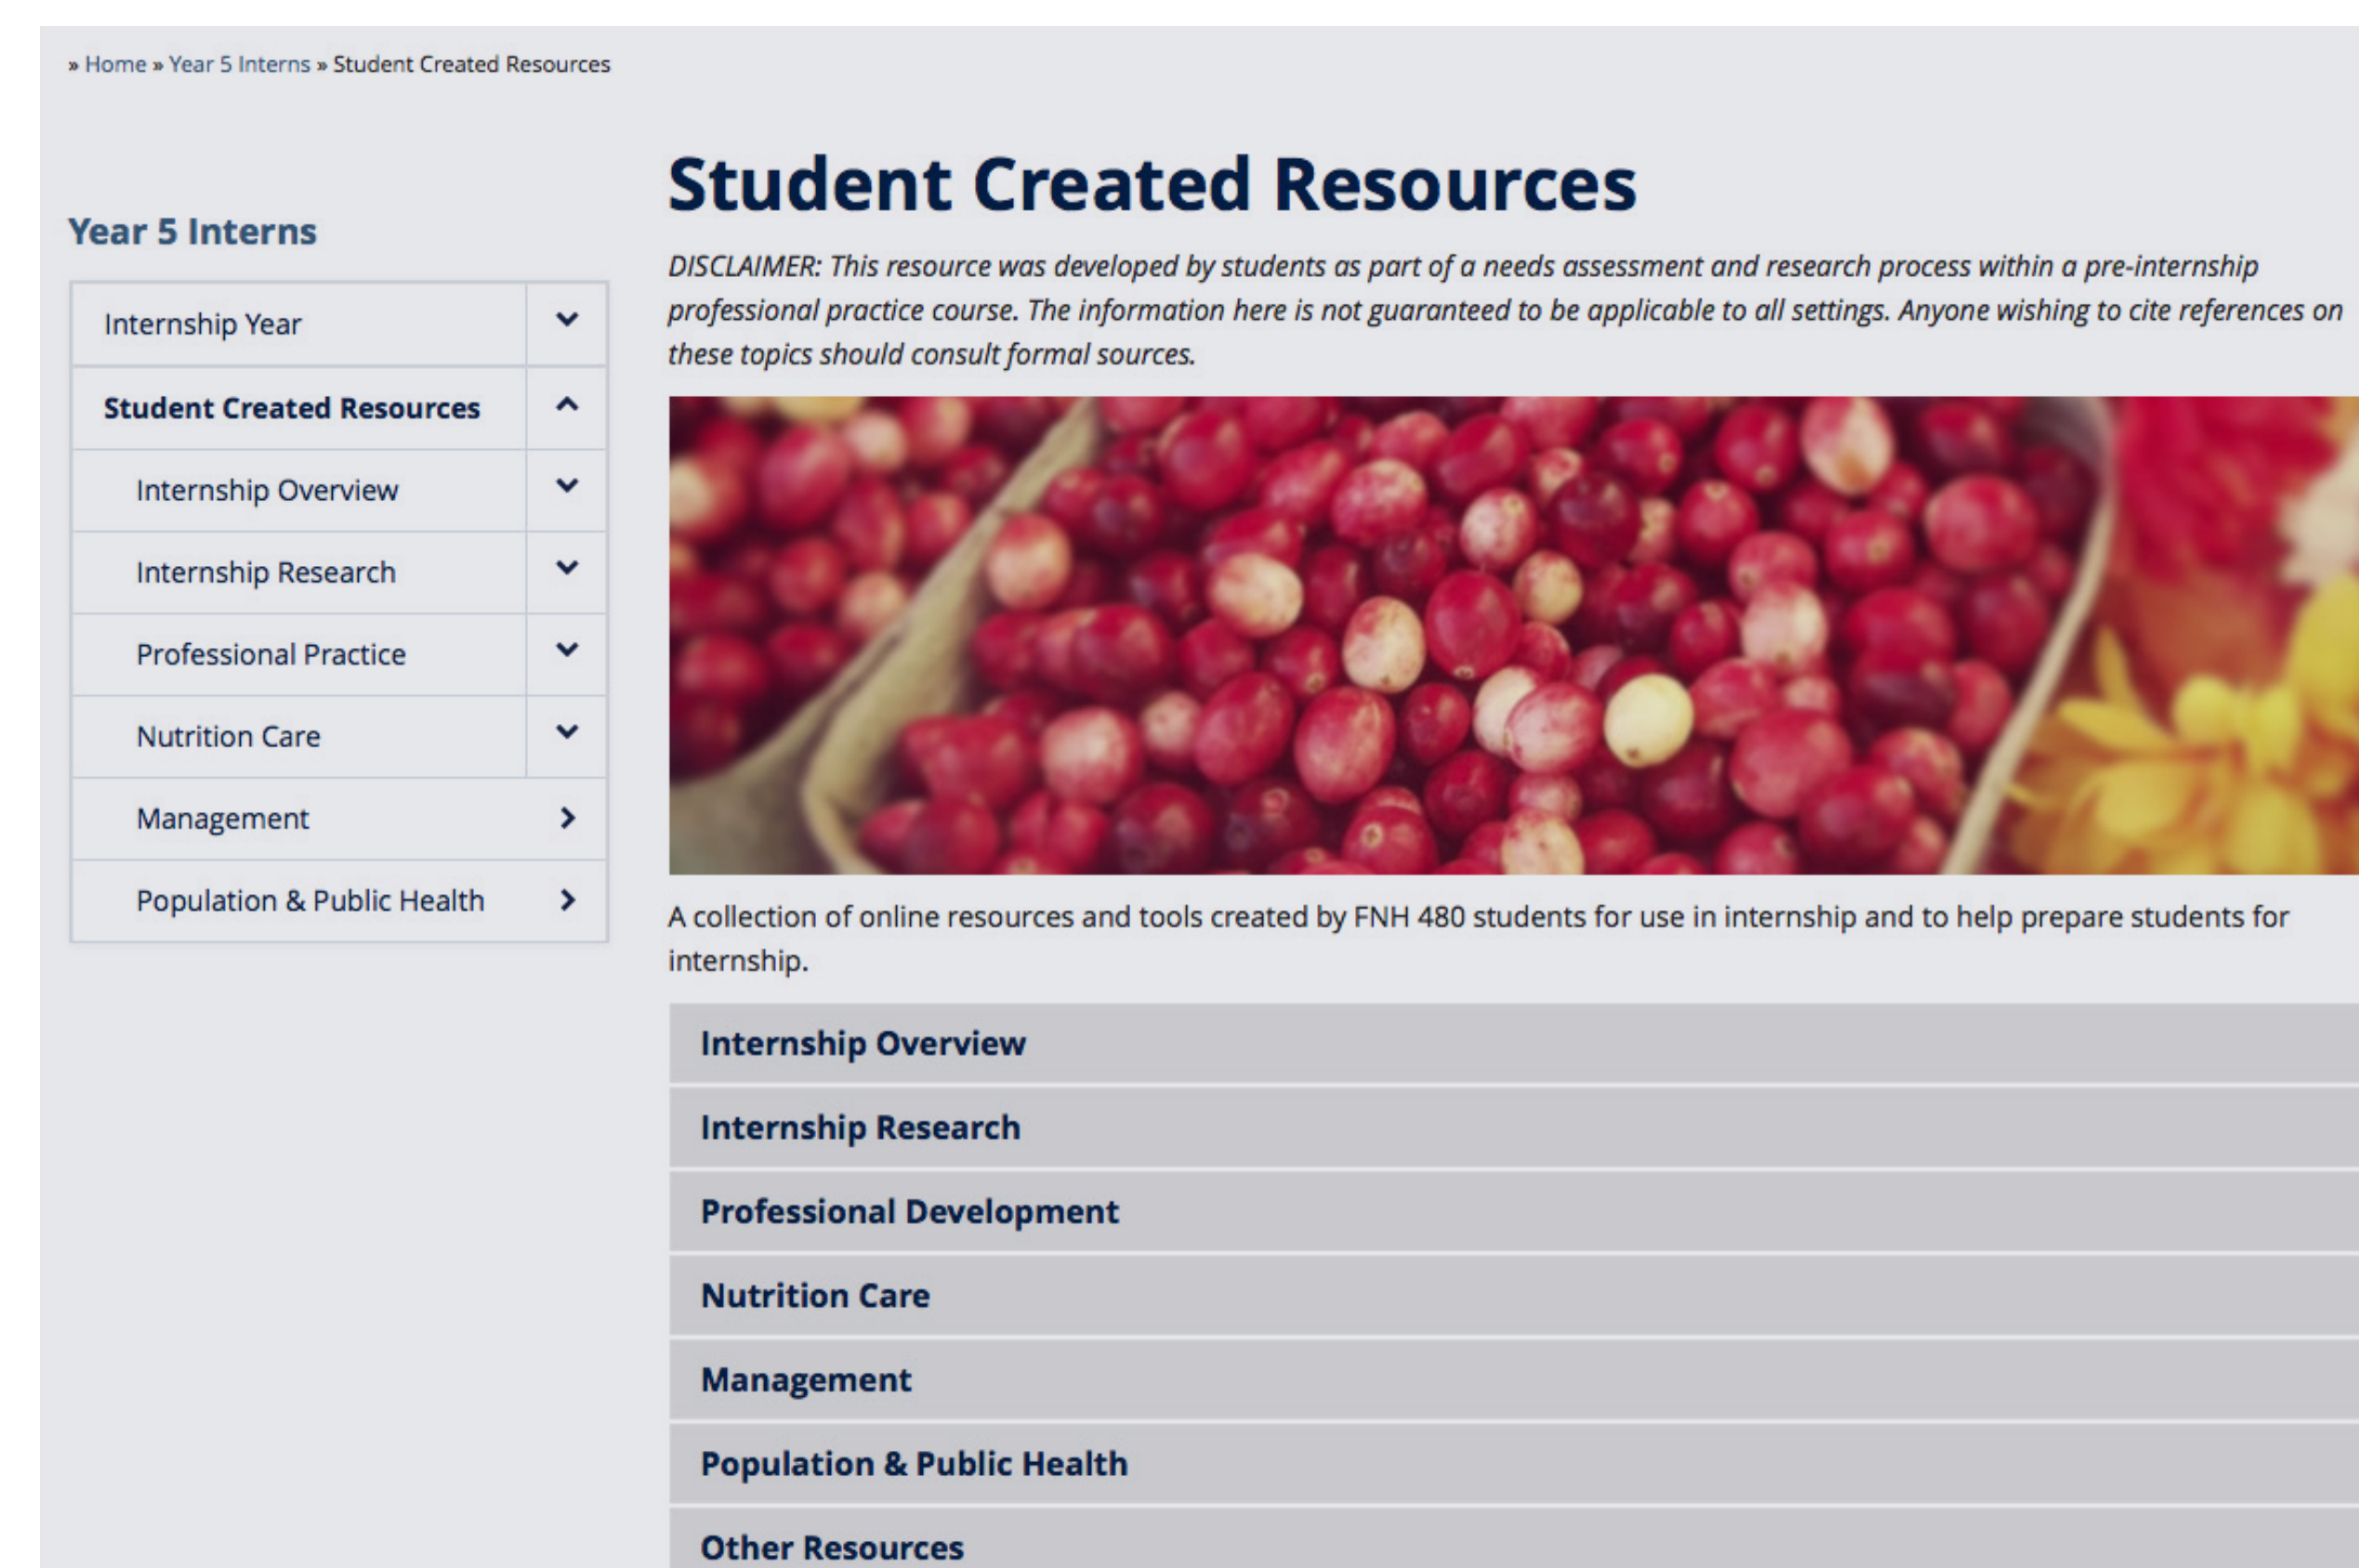 » Home » Year 5 Interns » Student Created Resources
Year 5 Interns
Internship Year
Student Created Resources
Internship Overview
Internship Research
Professional Practice
Nutrition Care
Management
Population & Public Health
Student Created Resources
DISCLAIMER: This resource was developed by students as part of a needs assessment and research process within a pre-internship
professional practice course. The information here is not guaranteed to be applicable to all settings. Anyone wishing to cite references on
these topics should consult formal sources.
A collection of online resources and tools created by FNH 480 students for use in internship and to help prepare students for
internship.
Internship Overview
Internship Research
Professional Development
Nutrition Care
Management
Population & Public Health
Other Resources